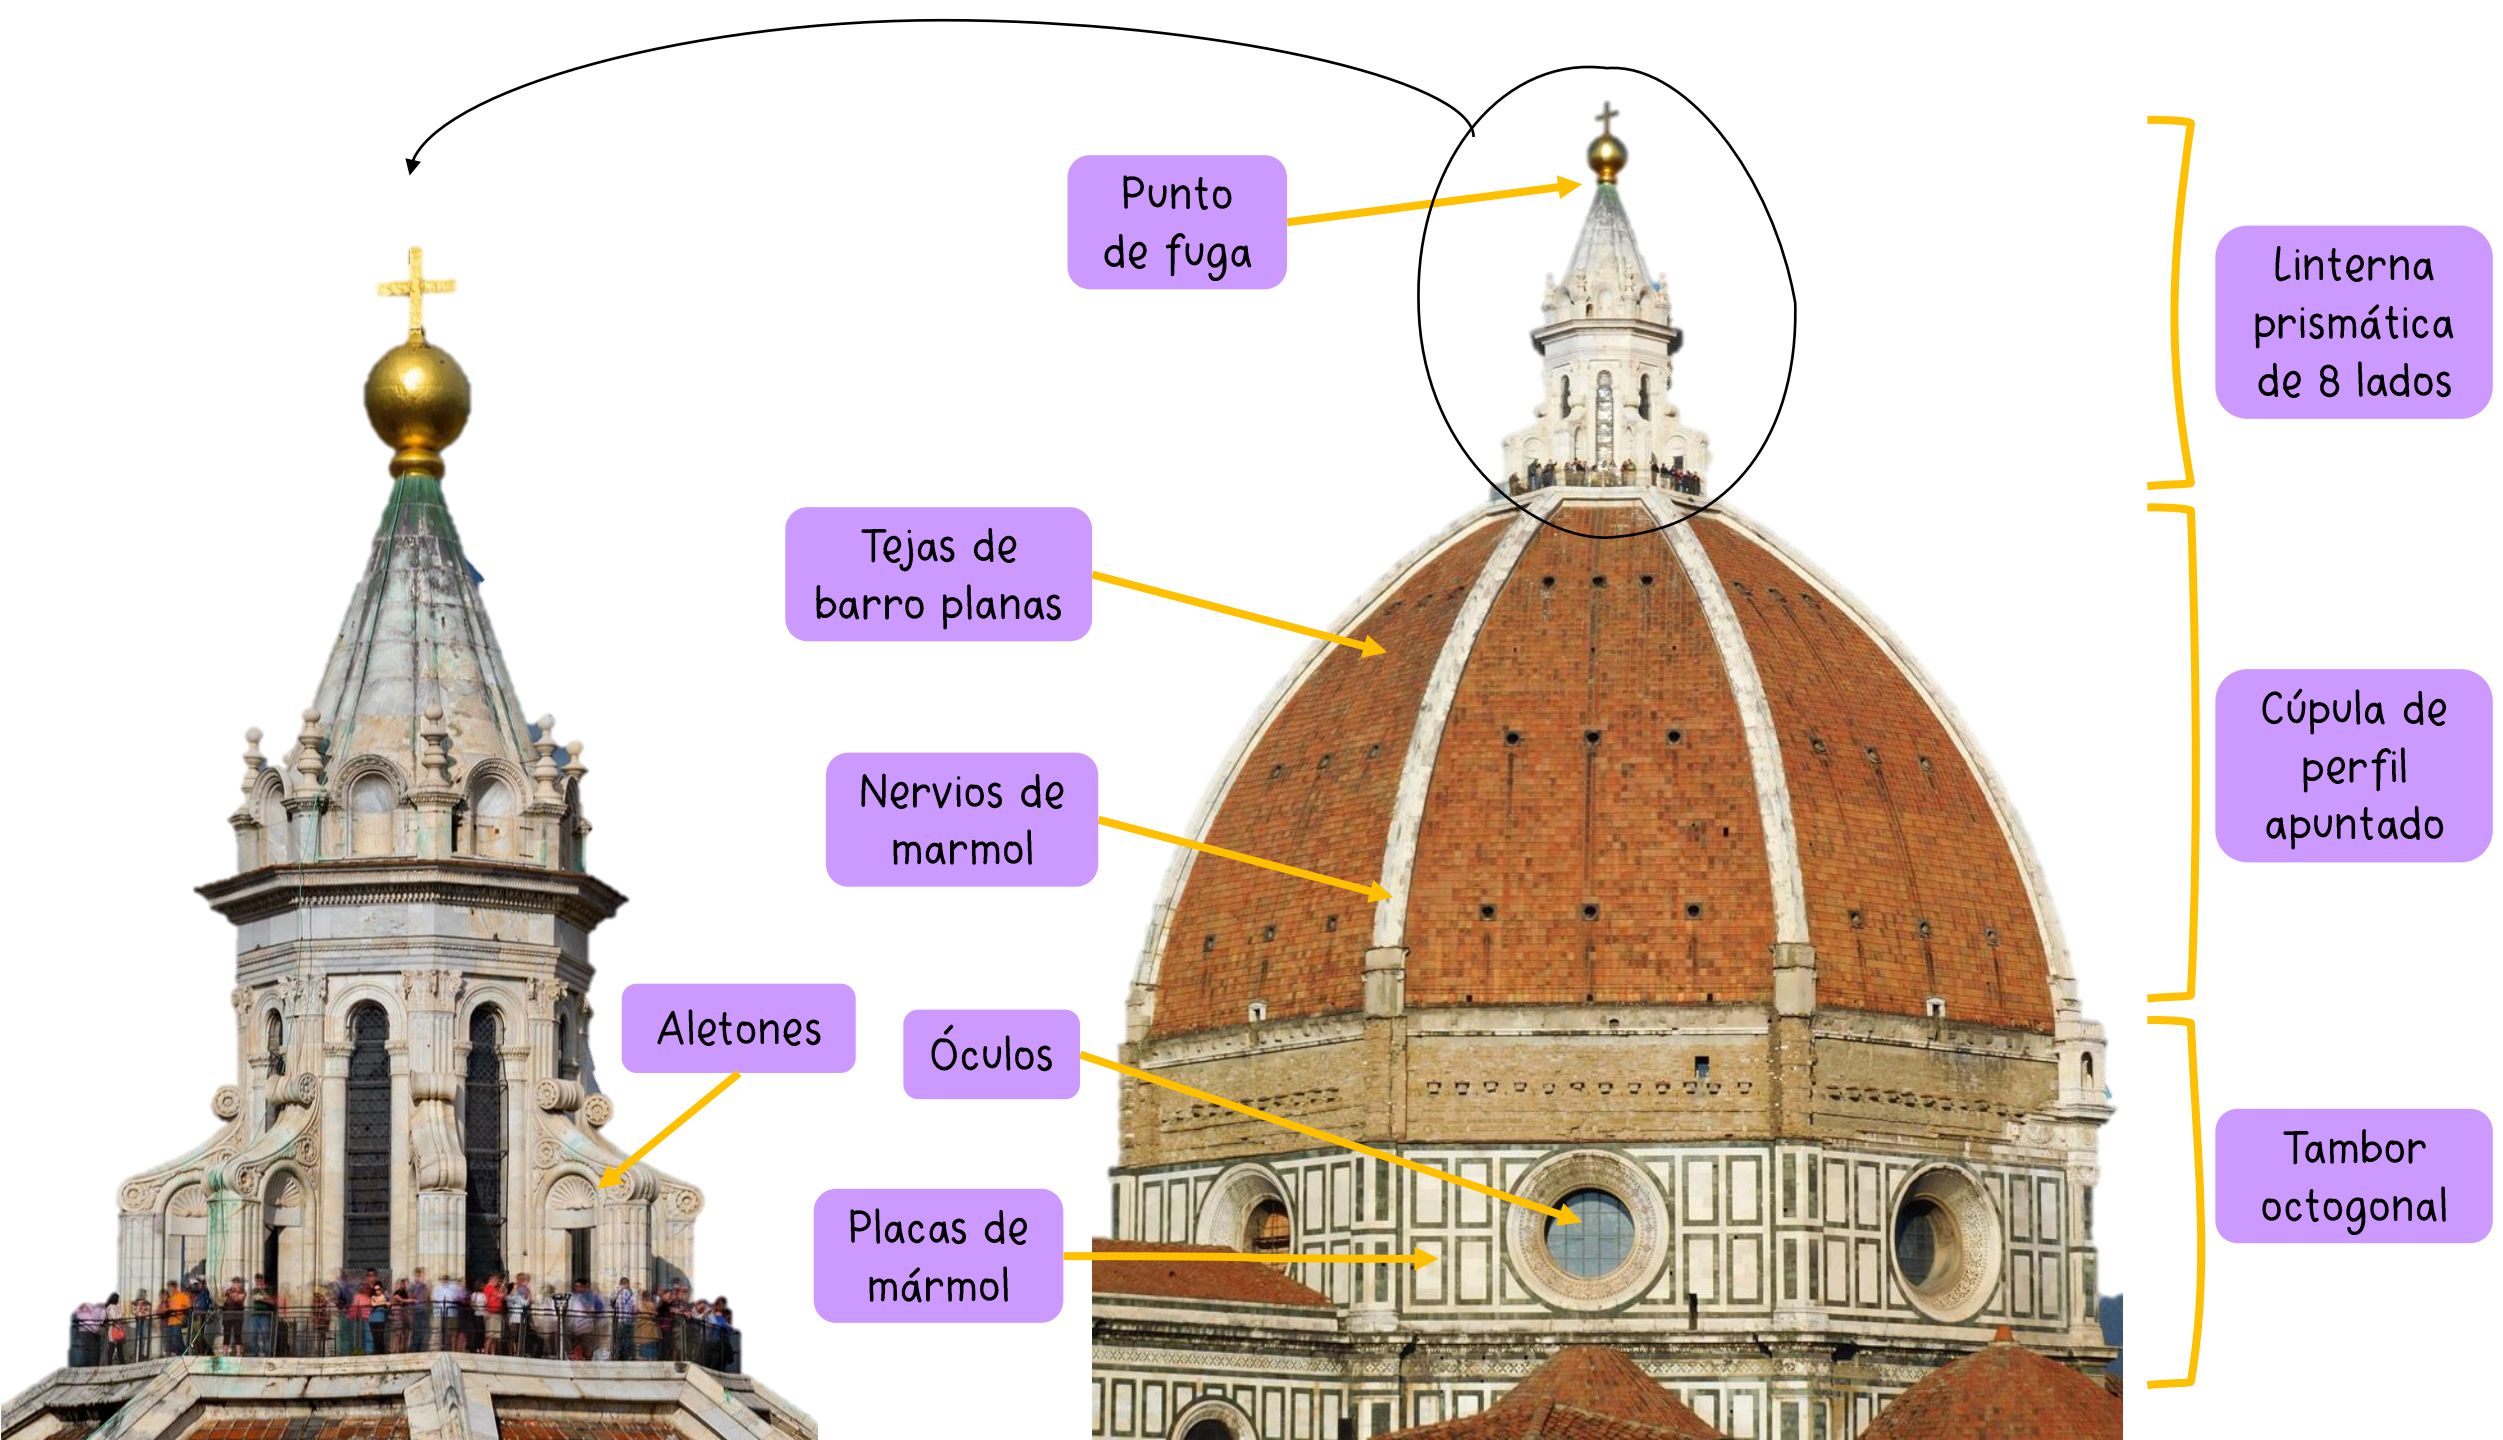 Punto
de fuga
Linterna
prismática
de 8 lados
Tejas de
barro planas
Nervios de
marmol
Cúpula de
perfil
apuntado
Aletones
Óculos
Placas de
mármol
Tambor
octogonal